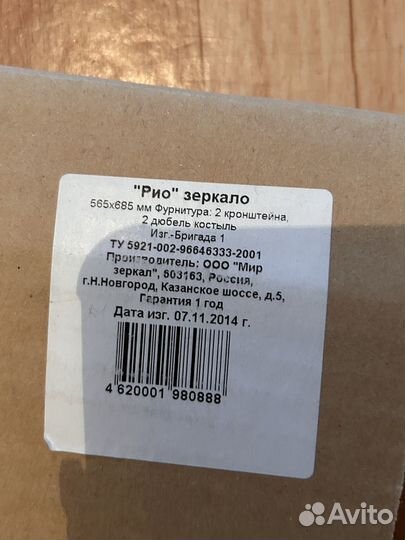 "Рио" зеркало
565х685 мм Фурнитура: 2 кронштейна,
2 дюбель костыль
Изг.-Бригада 1
ТУ 5921-002-96646333-2001
Производитель: ООО "Мир
зеркал", 603163, Россия,
г.Н.Новгород, Казанское шоссе, д.5,
Гарантия 1 год
Дата изг. 07.11.2014 г.
4 620001 980888
Avito